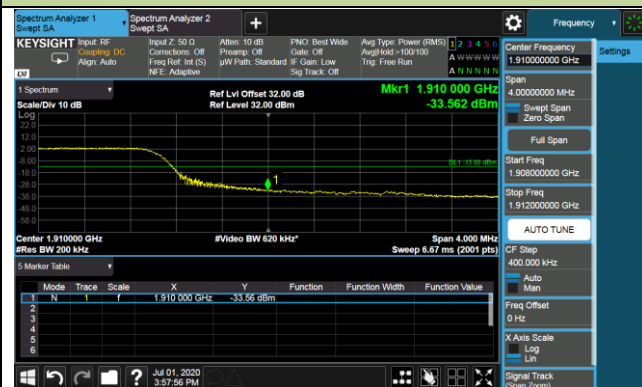 Spectrum Analyzer 1
Swept SA
Spectrum Analyzer 2
Swept SA
+
Frequency
KEYSIGHT
Input: RF
Coupling: DC
Align: Auto
Input Z: 50 Ω
Corrections: Off
Freq Ref: Int (S)
NFE: Adaptive
Atten: 10 dB
Preamp: Off
µW Path: Standard
PNO: Best Wide
Gate: Off
IF Gain: Low
Sig Track: Off
Avg Type: Power (RMS)
Avg|Hold:>100/100
Trig: Free Run
1 2 3 4 5 6
A W W W W W
A N N N N N
LXI
1 Spectrum
Scale/Div 10 dB
Ref Lvl Offset 32.00 dB
Ref Level 32.00 dBm
Mkr1 1.910 000 GHz
-33.562 dBm
Log
22.0
12.0
2.00
-8.00
-18.0
-28.0
-38.0
-48.0
-58.0
DL1 -13.00 dBm
1
Center 1.910000 GHz
#Res BW 200 kHz
#Video BW 620 kHz*
Span 4.000 MHz
Sweep 6.67 ms (2001 pts)
5 Marker Table
Mode Trace Scale X Y Function Function Width Function Value
1 N 1 f 1.910 000 GHz -33.56 dBm
2
3
4
5
6
Jul 01, 2020
3:57:56 PM
Center Frequency
1.910000000 GHz
Span
4.00000000 MHz
Swept Span
Zero Span
Full Span
Start Freq
1.908000000 GHz
Stop Freq
1.912000000 GHz
AUTO TUNE
CF Step
400.000 kHz
Auto
Man
Freq Offset
0 Hz
X Axis Scale
Log
Lin
Signal Track
(Span Zoom)
Settings